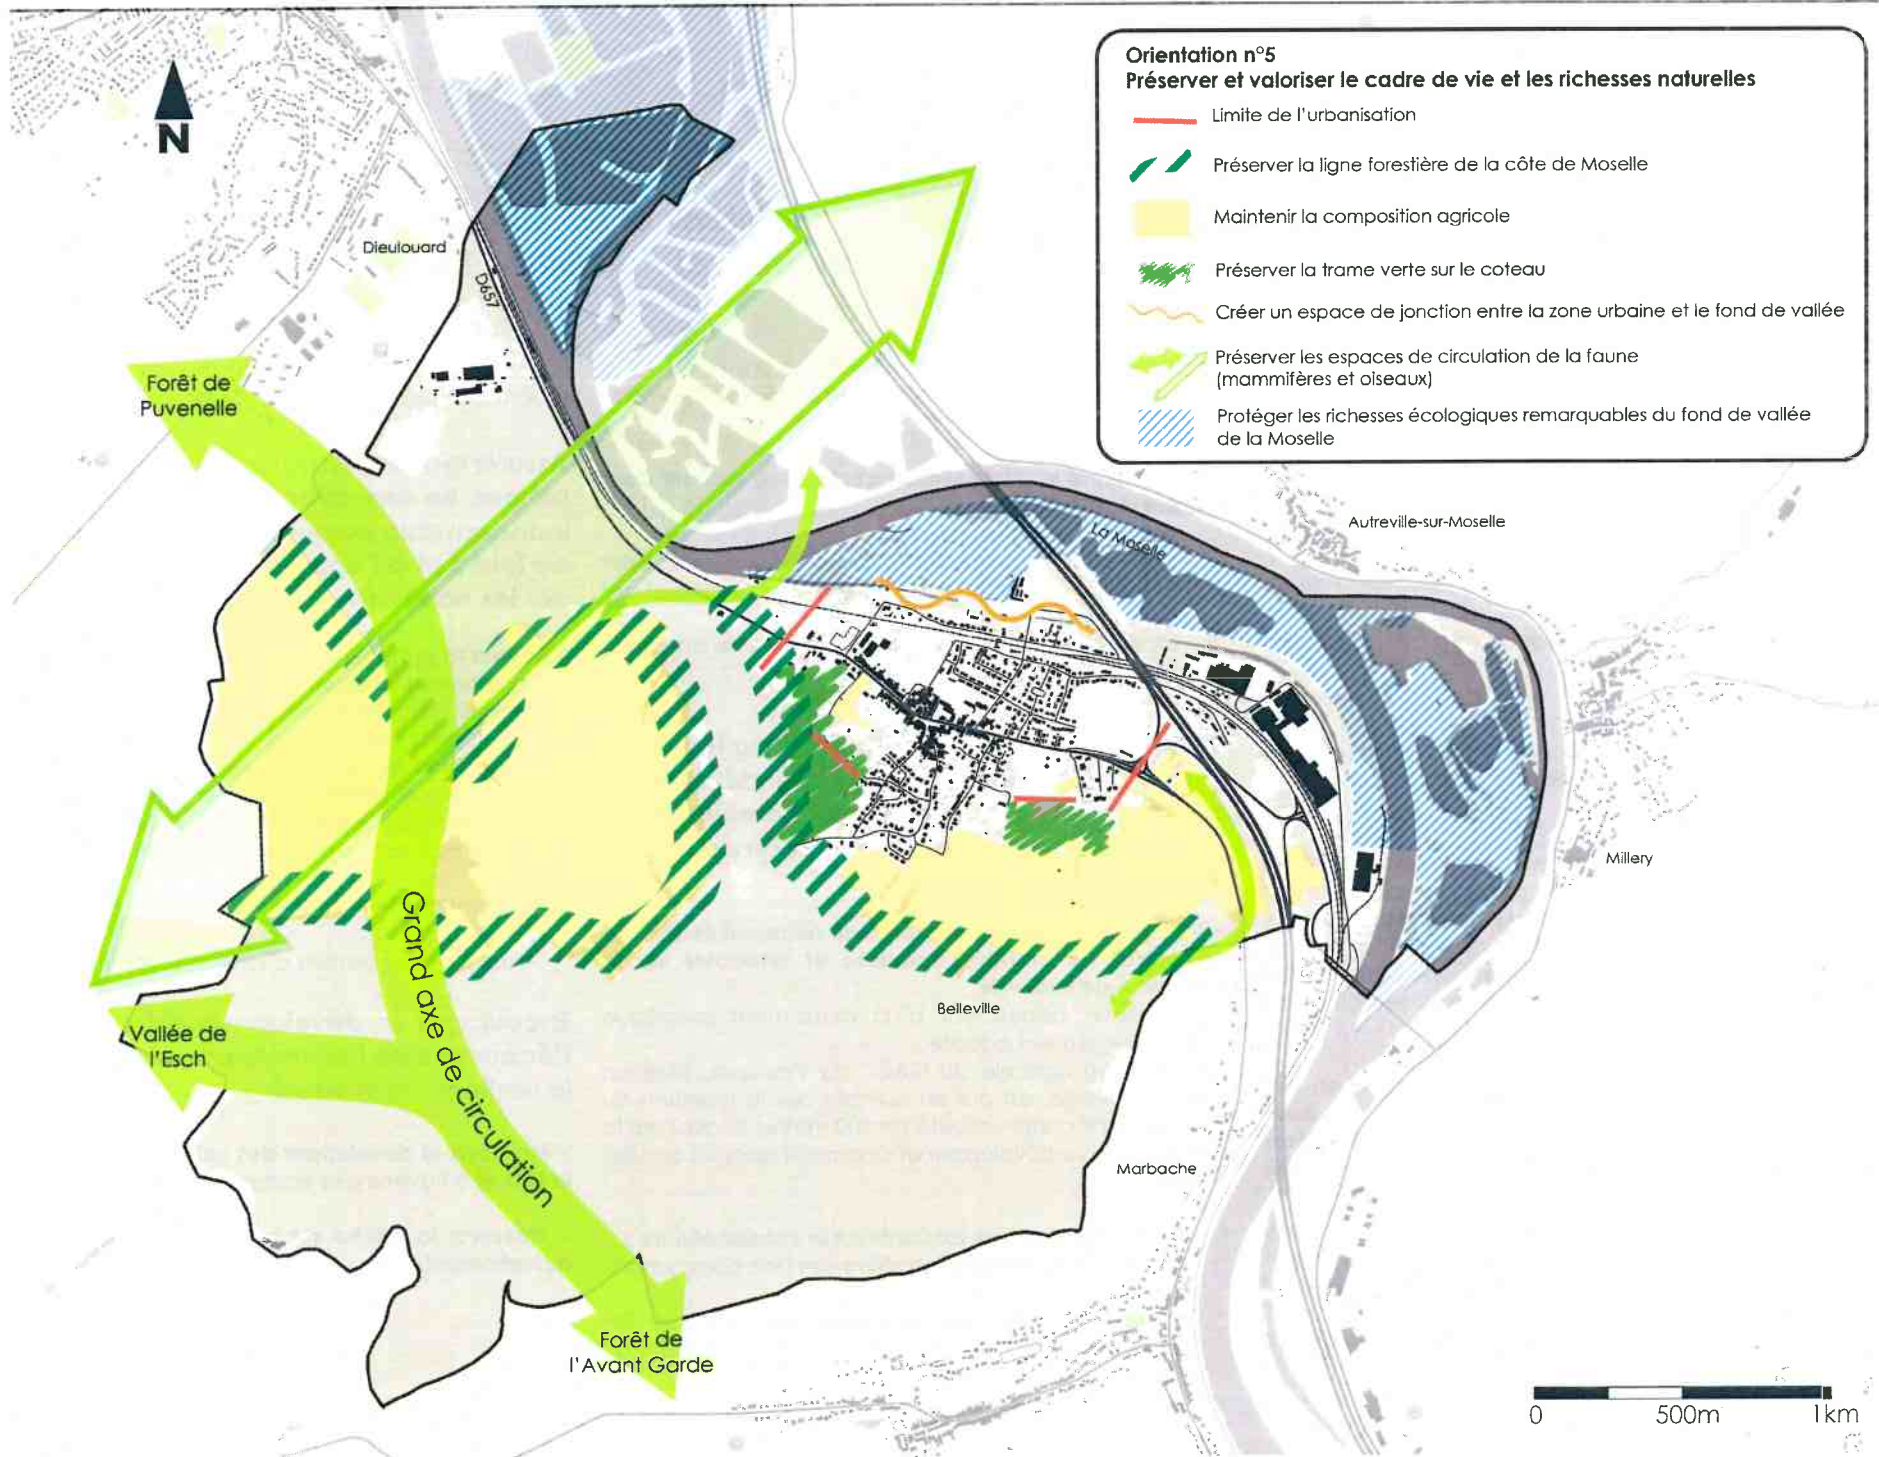 Orientation n°5
Préserver et valoriser le cadre de vie et les richesses naturelles
Limite de l'urbanisation
Préserver la ligne forestière de la côte de Moselle
Maintenir la composition agricole
Préserver la trame verte sur le coteau
Créer un espace de jonction entre la zone urbaine et le fond de vallée
Préserver les espaces de circulation de la faune
(mammifères et oiseaux)
Protéger les richesses écologiques remarquables du fond de vallée
de la Moselle
N
Dieulouard
D657
Forêt de
Puvenelle
La Moselle
Autreville-sur-Moselle
Millery
Grand axe de circulation
Belleville
A31
Vallée de
l'Esch
Marbache
Forêt de
l'Avant Garde
0 500m 1km